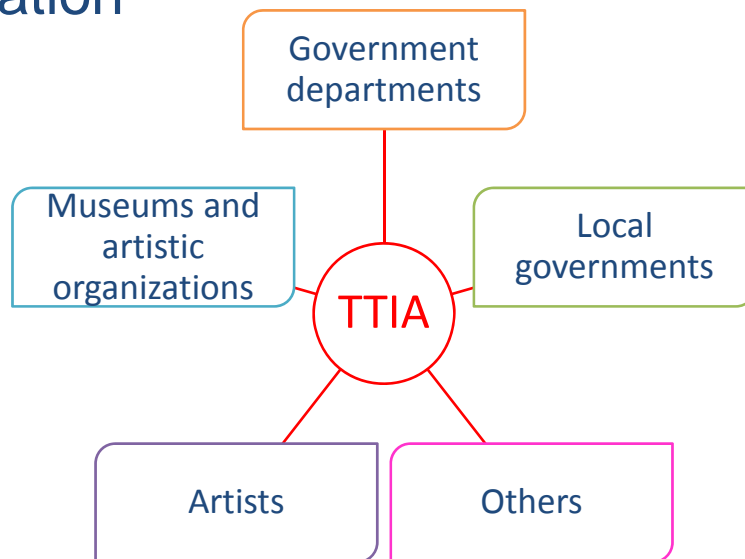 ation
Government
departments
Museums and
artistic
organizations
Local
governments
TTIA
Artists
Others